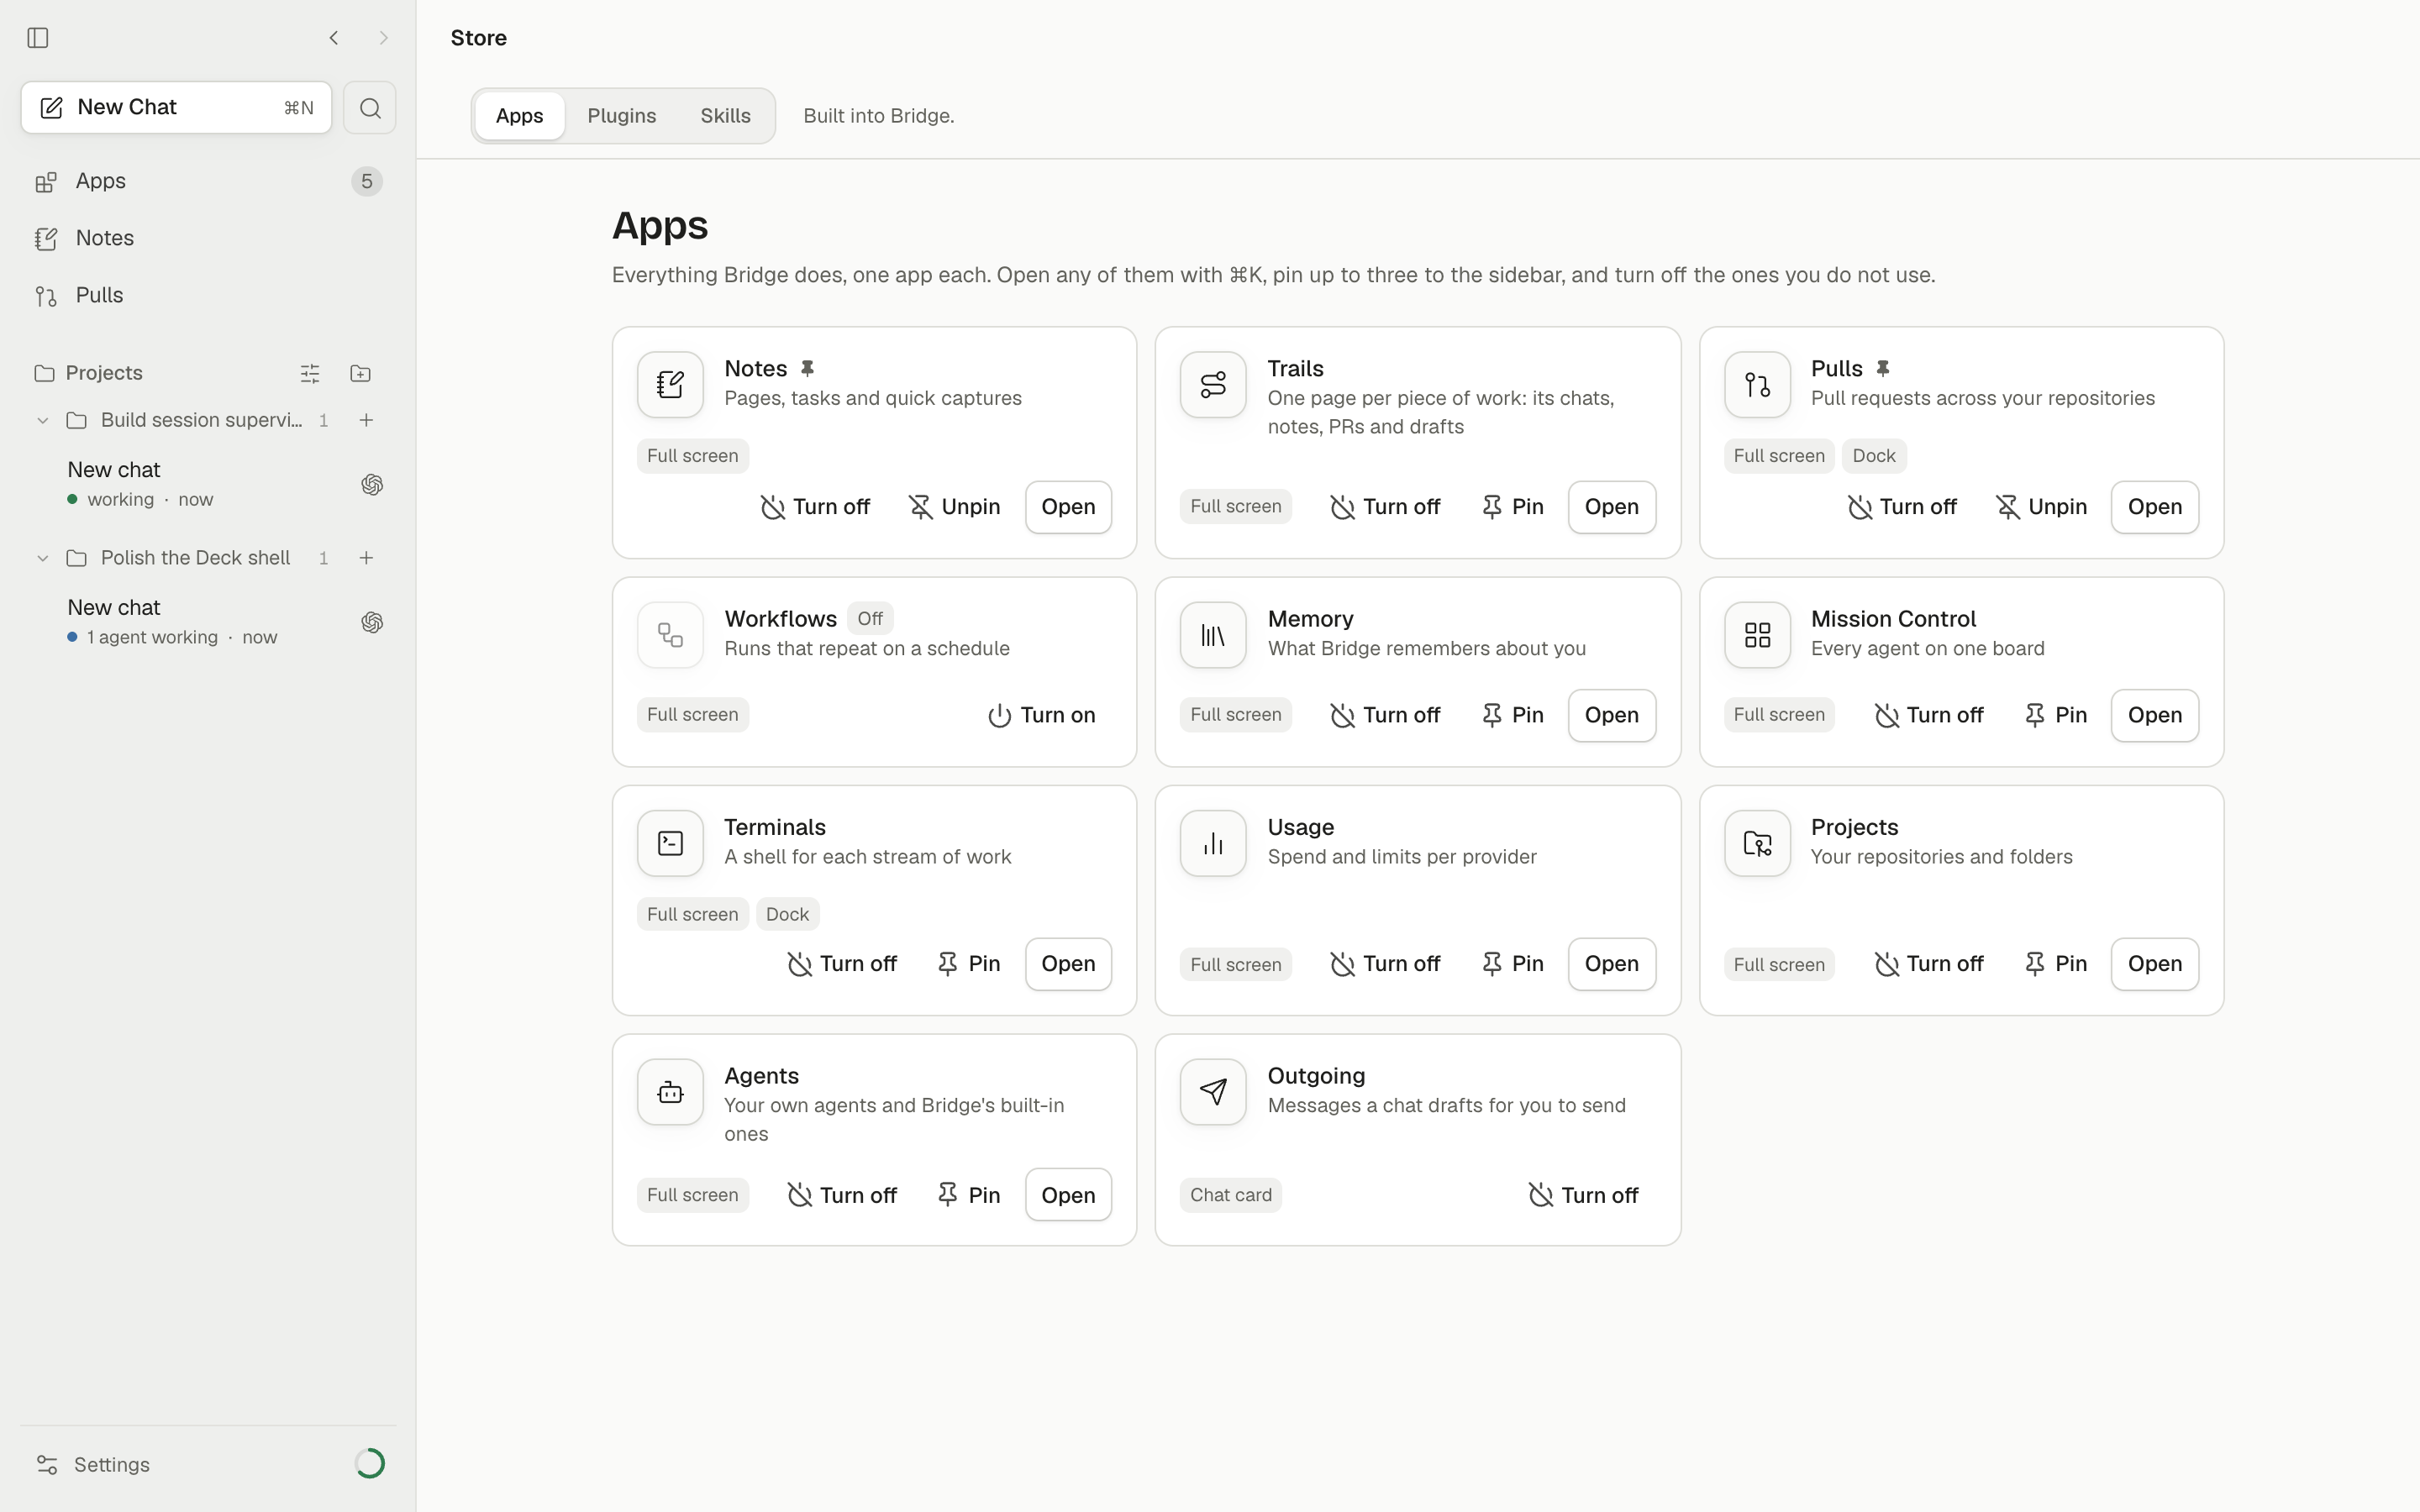 Store
New Chat ⌘N
Apps 5
Notes
Pulls
Projects
Build session supervi... 1
New chat
working · now
Polish the Deck shell 1
New chat
1 agent working · now
Settings
Apps Plugins Skills Built into Bridge.
Apps
Everything Bridge does, one app each. Open any of them with ⌘K, pin up to three to the sidebar, and turn off the ones you do not use.
Notes
Pages, tasks and quick captures
Full screen
Turn off Unpin Open
Trails
One page per piece of work: its chats,
notes, PRs and drafts
Full screen Turn off Pin Open
Pulls
Pull requests across your repositories
Full screen Dock
Turn off Unpin Open
Workflows Off
Runs that repeat on a schedule
Full screen Turn on
Memory
What Bridge remembers about you
Full screen Turn off Pin Open
Mission Control
Every agent on one board
Full screen Turn off Pin Open
Terminals
A shell for each stream of work
Full screen Dock
Turn off Pin Open
Usage
Spend and limits per provider
Full screen Turn off Pin Open
Projects
Your repositories and folders
Full screen Turn off Pin Open
Agents
Your own agents and Bridge's built-in
ones
Full screen Turn off Pin Open
Outgoing
Messages a chat drafts for you to send
Chat card Turn off